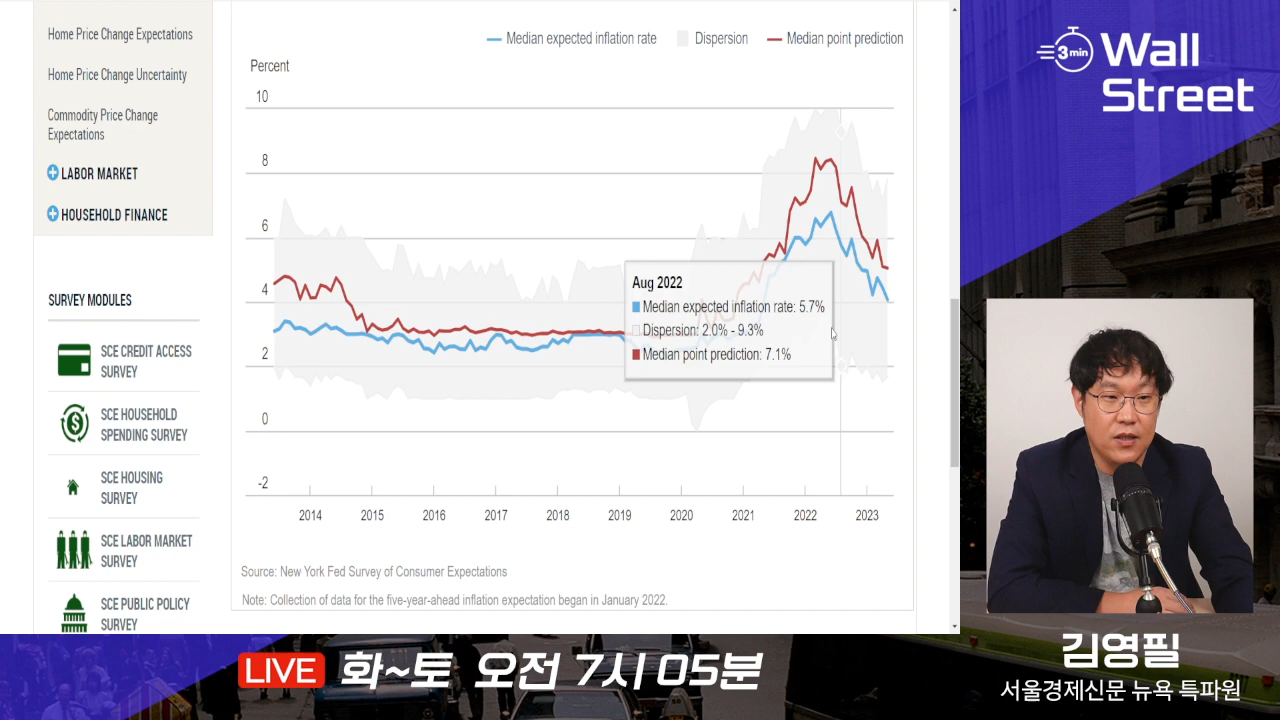 Home Price Change Expectations
Home Price Change Uncertainty
Commodity Price Change
Expectations
LABOR MARKET
HOUSEHOLD FINANCE
SURVEY MODULES
SCE CREDIT ACCESS
SURVEY
SCE HOUSEHOLD
SPENDING SURVEY
SCE HOUSING
SURVEY
SCE LABOR MARKET
SURVEY
SCE PUBLIC POLICY
SURVEY
Median expected inflation rate Dispersion Median point prediction
Percent
10
8
6
4
2
0
-2
Aug 2022
Median expected inflation rate: 5.7%
Dispersion: 2.0% - 9.3%
Median point prediction: 7.1%
2014 2015 2016 2017 2018 2019 2020 2021 2022 2023
Source: New York Fed Survey of Consumer Expectations
Note: Collection of data for the five-year-ahead inflation expectation began in January 2022.
3 min Wall
Street
김영필
서울경제신문 뉴욕 특파원
LIVE 화~토 오전 7시 05분